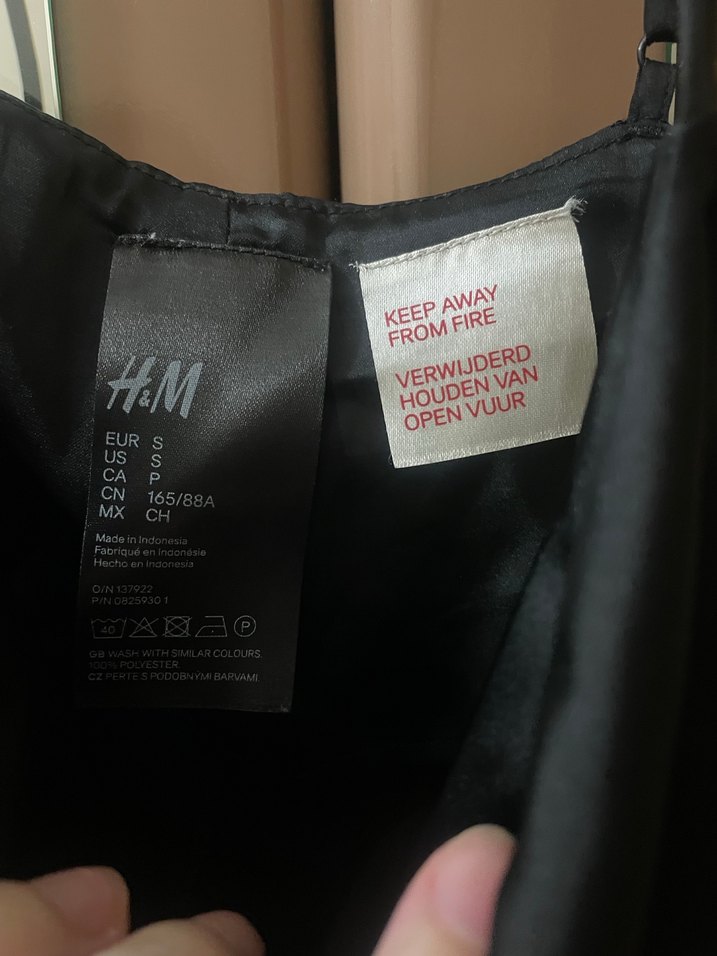 H&M
EUR S
US S
CA P
CN 165/88A
MX CH
Made in Indonesia
Fabriqué en Indonésie
Hecho en Indonesia
O/N 137922
P/N 0825930 1
40
P
GB WASH WITH SIMILAR COLOURS.
100% POLYESTER.
CZ PERTE S PODOBNÝMI BARVAMI.
KEEP AWAY
FROM FIRE
VERWIJDERD
HOUDEN VAN
OPEN VUUR